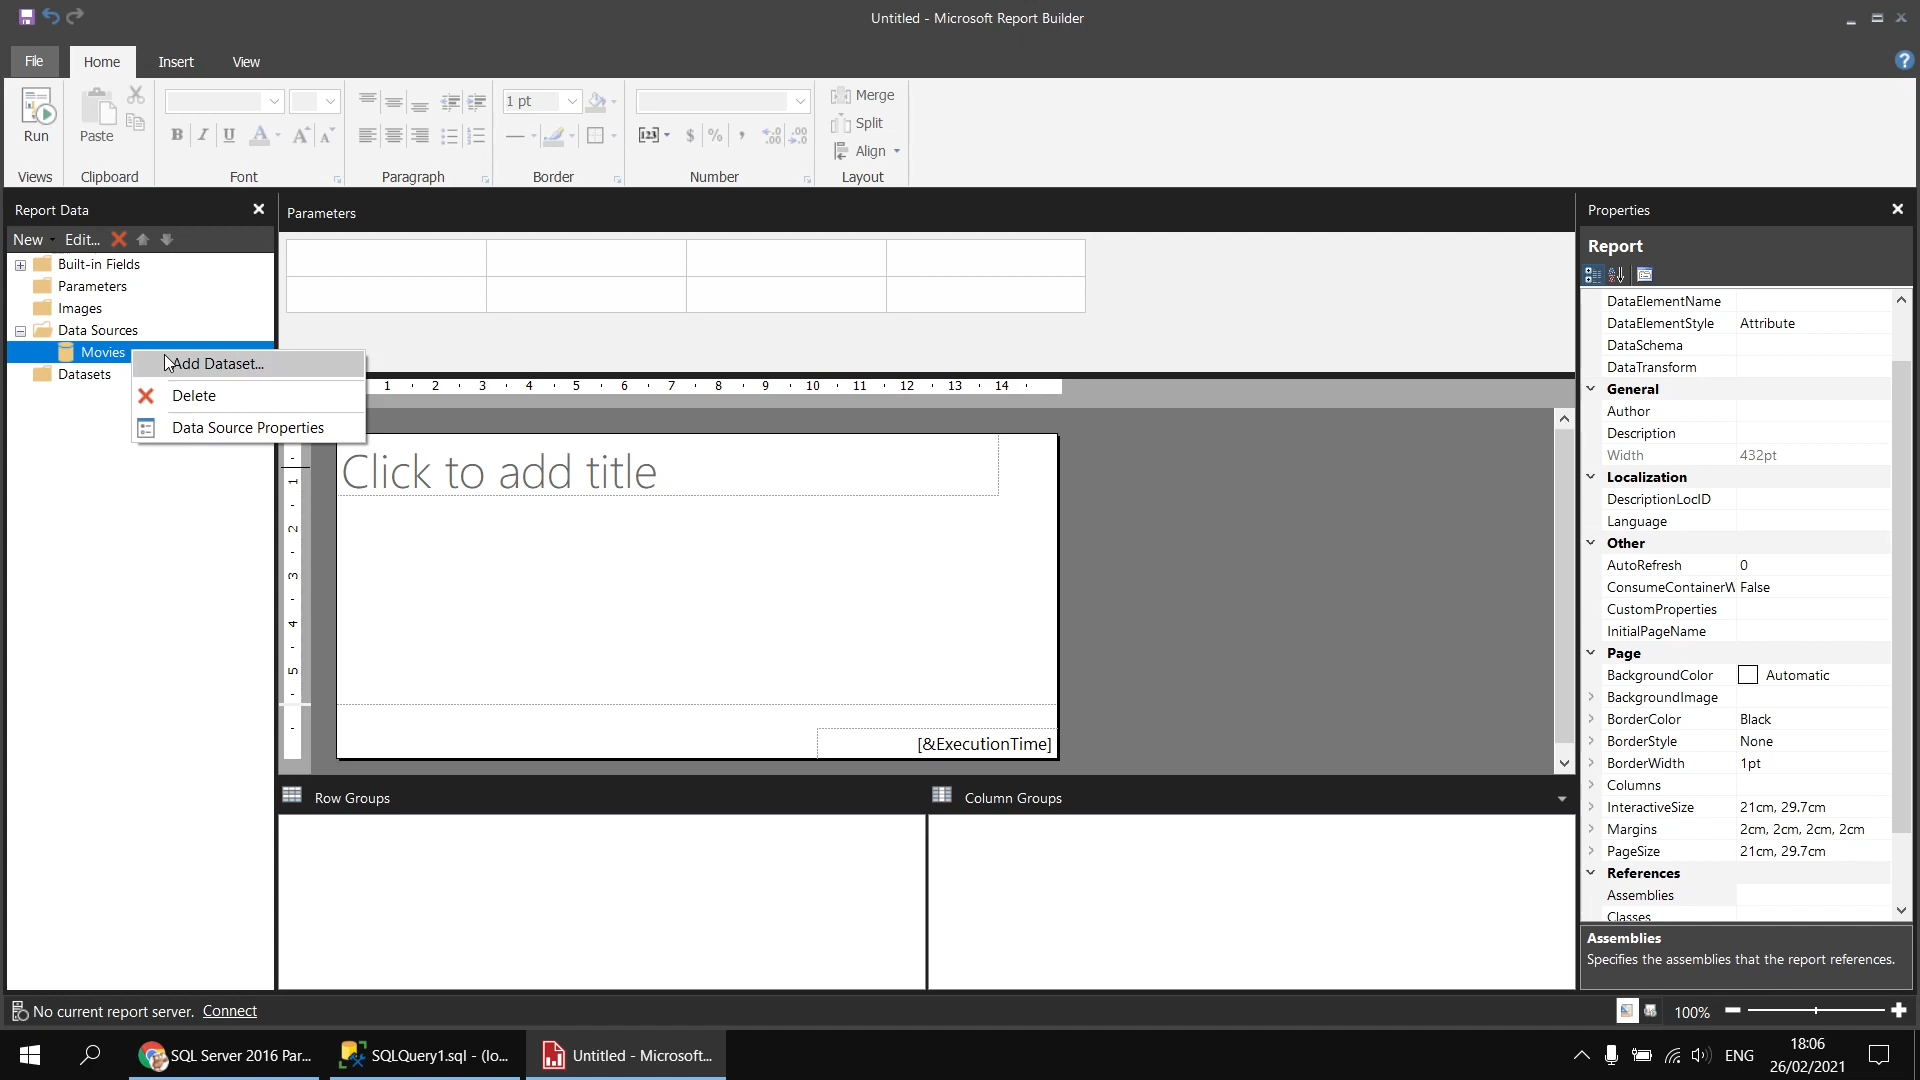 Untitled - Microsoft Report Builder
File
Home
Insert
View
Run
Paste
1 pt
Merge
Split
Align
B I U
$ % ,
Views
Clipboard
Font
Paragraph
Border
Number
Layout
Report Data
New
Edit...
Built-in Fields
Parameters
Images
Data Sources
Movies
Datasets
Add Dataset...
Delete
Data Source Properties
Parameters
1 2 3 4 5 6 7 8 9 10 11 12 13 14
1
2
3
4
5
Click to add title
[&ExecutionTime]
Row Groups
Column Groups
Properties
Report
DataElementName
DataElementStyle Attribute
DataSchema
DataTransform
General
Author
Description
Width 432pt
Localization
DescriptionLocID
Language
Other
AutoRefresh 0
ConsumeContainerW False
CustomProperties
InitialPageName
Page
BackgroundColor Automatic
BackgroundImage
BorderColor Black
BorderStyle None
BorderWidth 1pt
Columns
InteractiveSize 21cm, 29.7cm
Margins 2cm, 2cm, 2cm, 2cm
PageSize 21cm, 29.7cm
References
Assemblies
Classes
Assemblies
Specifies the assemblies that the report references.
No current report server. Connect
100%
SQL Server 2016 Par...
SQLQuery1.sql - (lo...
Untitled - Microsoft...
ENG
18:06
26/02/2021